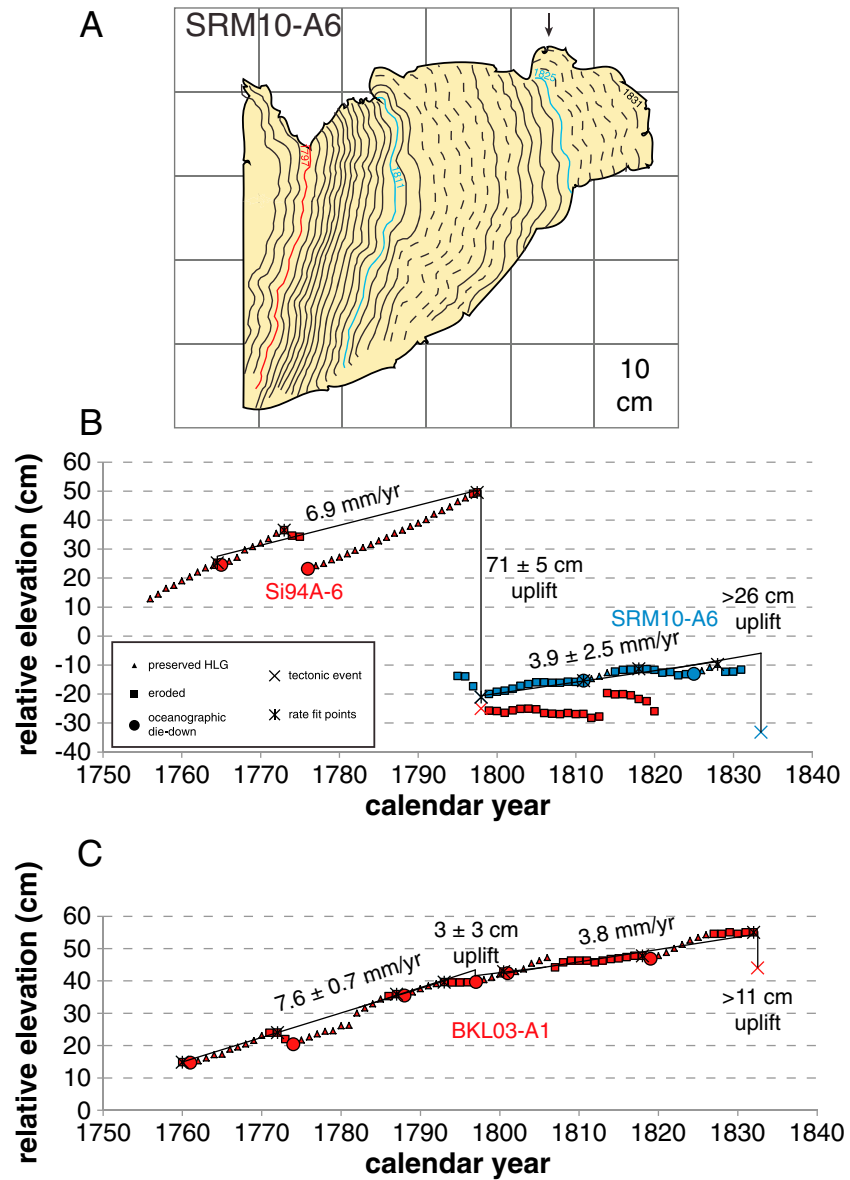 A
SRM10-A6
1797
1811
1825
1831
10
cm
B
relative elevation (cm)
60
50
40
30
20
10
0
-10
-20
-30
-40
6.9 mm/yr
Si94A-6
71 ± 5 cm
uplift
SRM10-A6
>26 cm
uplift
3.9 ± 2.5 mm/yr
preserved HLG
eroded
oceanographic
die-down
tectonic event
rate fit points
1750 1760 1770 1780 1790 1800 1810 1820 1830 1840
calendar year
C
relative elevation (cm)
60
50
40
30
20
10
0
7.6 ± 0.7 mm/yr
3 ± 3 cm
uplift
3.8 mm/yr
BKL03-A1
>11 cm
uplift
1750 1760 1770 1780 1790 1800 1810 1820 1830 1840
calendar year